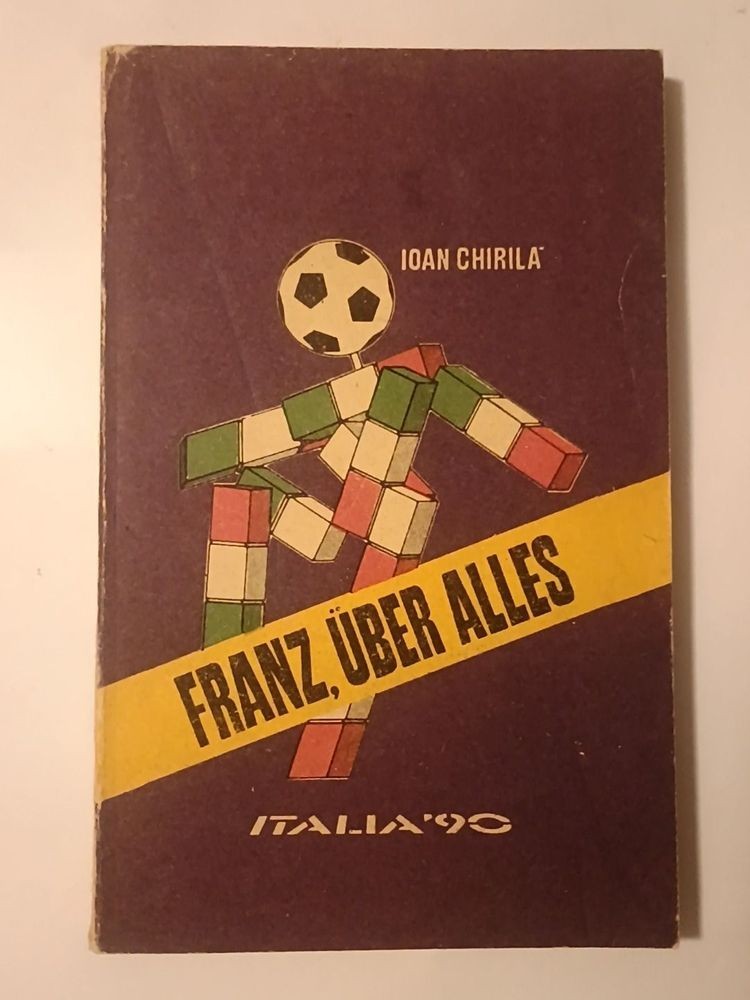 IOAN CHIRILĂ
FRANZ, ÜBER ALLES
ITALIA'90